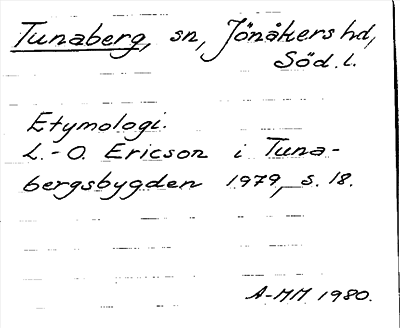 Tunaberg, sn, Jönåkers hd,
Söd. l.
Etymologi.
L.-O. Ericson i Tuna-
bergsbygden 1979, s. 18.
A-MM 1980.